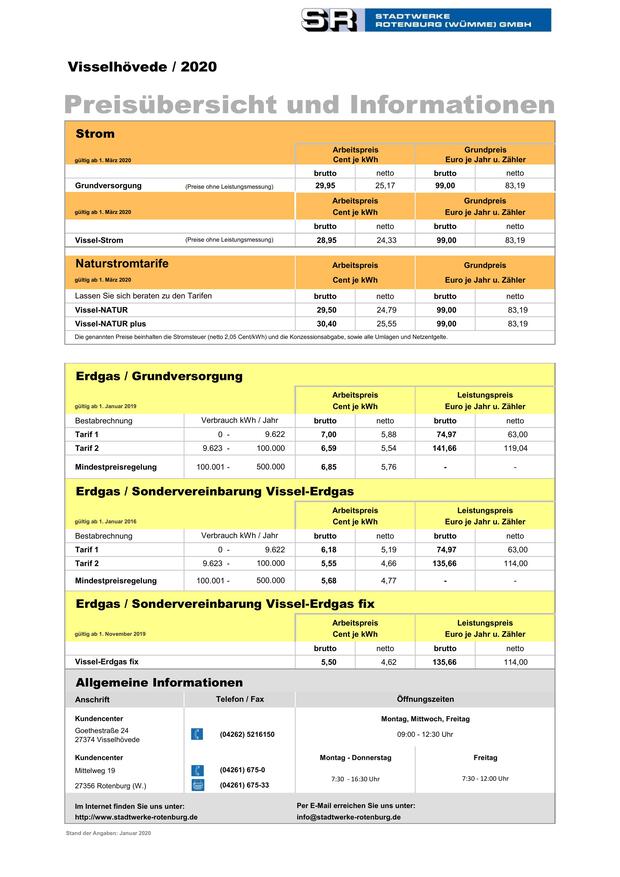 SR STADTWERKE
ROTENBURG (WÜMME) GMBH
Visselhövede / 2020
Preisübersicht und Informationen
Strom
Arbeitspreis Grundpreis
gültig ab 1. März 2020 Cent je kWh Euro je Jahr u. Zähler
brutto netto brutto netto
Grundversorgung (Preise ohne Leistungsmessung) 29,95 25,17 99,00 83,19
Arbeitspreis Grundpreis
gültig ab 1. März 2020 Cent je kWh Euro je Jahr u. Zähler
brutto netto brutto netto
Vissel-Strom (Preise ohne Leistungsmessung) 28,95 24,33 99,00 83,19
Naturstromtarife Arbeitspreis Grundpreis
gültig ab 1. März 2020 Cent je kWh Euro je Jahr u. Zähler
Lassen Sie sich beraten zu den Tarifen brutto netto brutto netto
Vissel-NATUR 29,50 24,79 99,00 83,19
Vissel-NATUR plus 30,40 25,55 99,00 83,19
Die genannten Preise beinhalten die Stromsteuer (netto 2,05 Cent/kWh) und die Konzessionsabgabe, sowie alle Umlagen und Netzentgelte.
Erdgas / Grundversorgung
Arbeitspreis Leistungspreis
gültig ab 1. Januar 2019 Cent je kWh Euro je Jahr u. Zähler
Bestabrechnung Verbrauch kWh / Jahr brutto netto brutto netto
Tarif 1 0 - 9.622 7,00 5,88 74,97 63,00
Tarif 2 9.623 - 100.000 6,59 5,54 141,66 119,04
Mindestpreisregelung 100.001 - 500.000 6,85 5,76 - -
Erdgas / Sondervereinbarung Vissel-Erdgas
Arbeitspreis Leistungspreis
gültig ab 1. Januar 2016 Cent je kWh Euro je Jahr u. Zähler
Bestabrechnung Verbrauch kWh / Jahr brutto netto brutto netto
Tarif 1 0 - 9.622 6,18 5,19 74,97 63,00
Tarif 2 9.623 - 100.000 5,55 4,66 135,66 114,00
Mindestpreisregelung 100.001 - 500.000 5,68 4,77 - -
Erdgas / Sondervereinbarung Vissel-Erdgas fix
Arbeitspreis Leistungspreis
gültig ab 1. November 2019 Cent je kWh Euro je Jahr u. Zähler
brutto netto brutto netto
Vissel-Erdgas fix 5,50 4,62 135,66 114,00
Allgemeine Informationen
Anschrift Telefon / Fax Öffnungszeiten
Kundencenter Montag, Mittwoch, Freitag
Goethestraße 24 (04262) 5216150 09:00 - 12:30 Uhr
27374 Visselhövede
Kundencenter Montag - Donnerstag Freitag
Mittelweg 19 (04261) 675-0
7:30 - 16:30 Uhr 7:30 - 12:00 Uhr
27356 Rotenburg (W.) (04261) 675-33
Im Internet finden Sie uns unter: Per E-Mail erreichen Sie uns unter:
http://www.stadtwerke-rotenburg.de info@stadtwerke-rotenburg.de
Stand der Angaben: Januar 2020